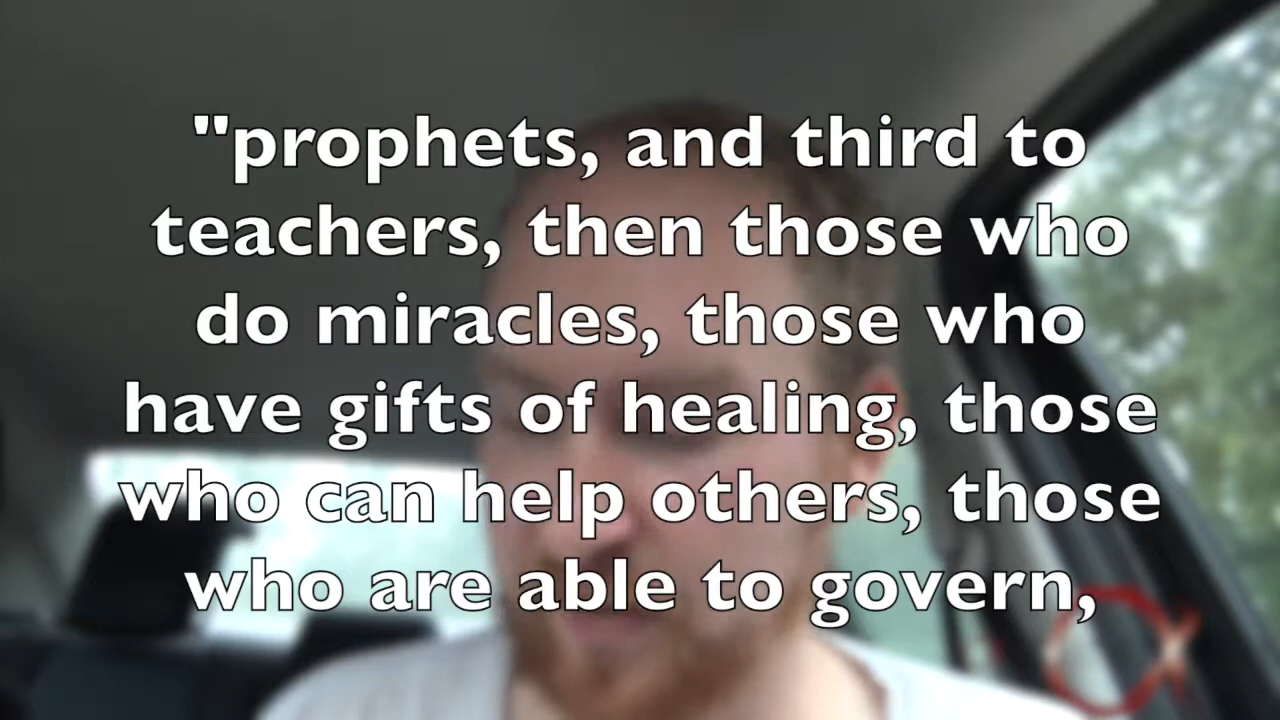 "prophets, and third to
teachers, then those who
do miracles, those who
have gifts of healing, those
who can help others, those
who are able to govern,